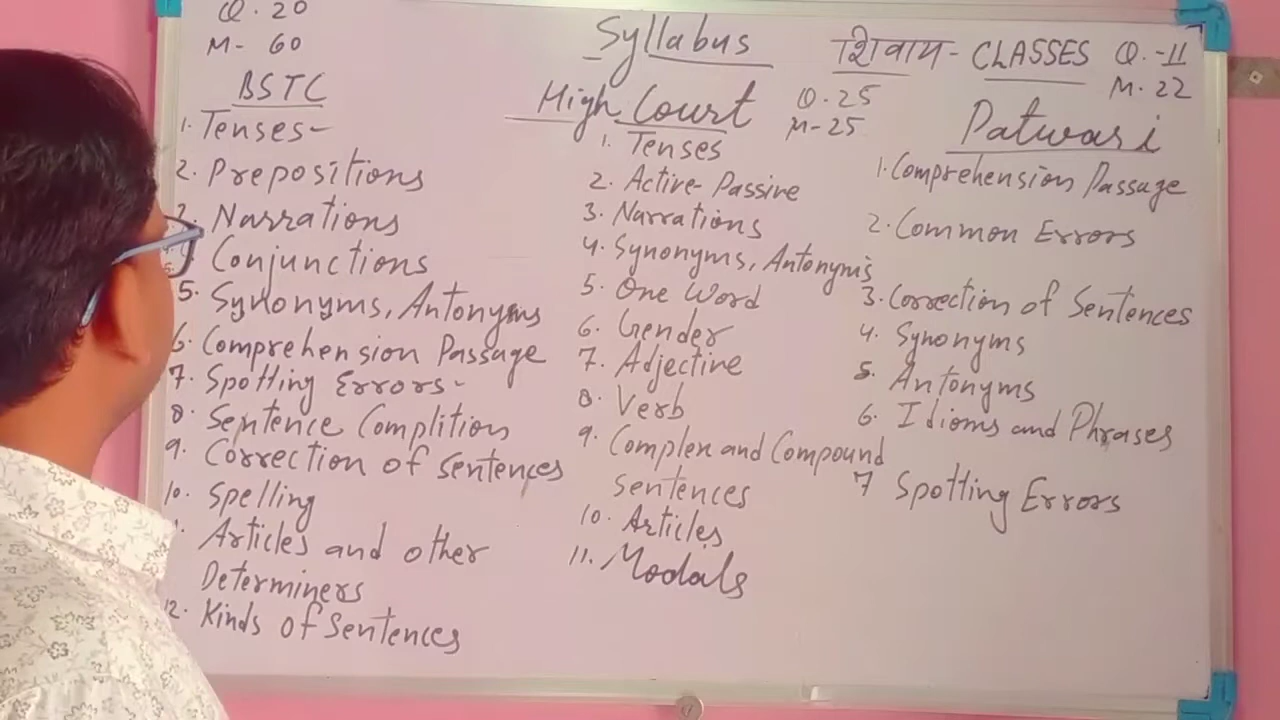 Syllabus
शिवाय - CLASSES
Q. 20
M- 60
BSTC
1. Tenses-
2. Prepositions
3. Narrations
Conjunctions
5. Synonyms, Antonyms
6. Comprehension Passage
7. Spotting Errors-
8. Sentence Complition
9. Correction of Sentences
10. Spelling
Articles and other
Determiners
12. Kinds of Sentences
High Court
Q. 25
M-25
1. Tenses
2. Active-Passive
3. Narrations
4. Synonyms, Antonyms
5. One Word
6. Gender
7. Adjective
8. Verb
9. Complex and Compound
Sentences
10. Articles
11. Modals
Q. -11
M. 22
Patwari
1. Comprehension Passage
2. Common Errors
3. Correction of Sentences
4. Synonyms
5. Antonyms
6. Idioms and Phrases
7 Spotting Errors